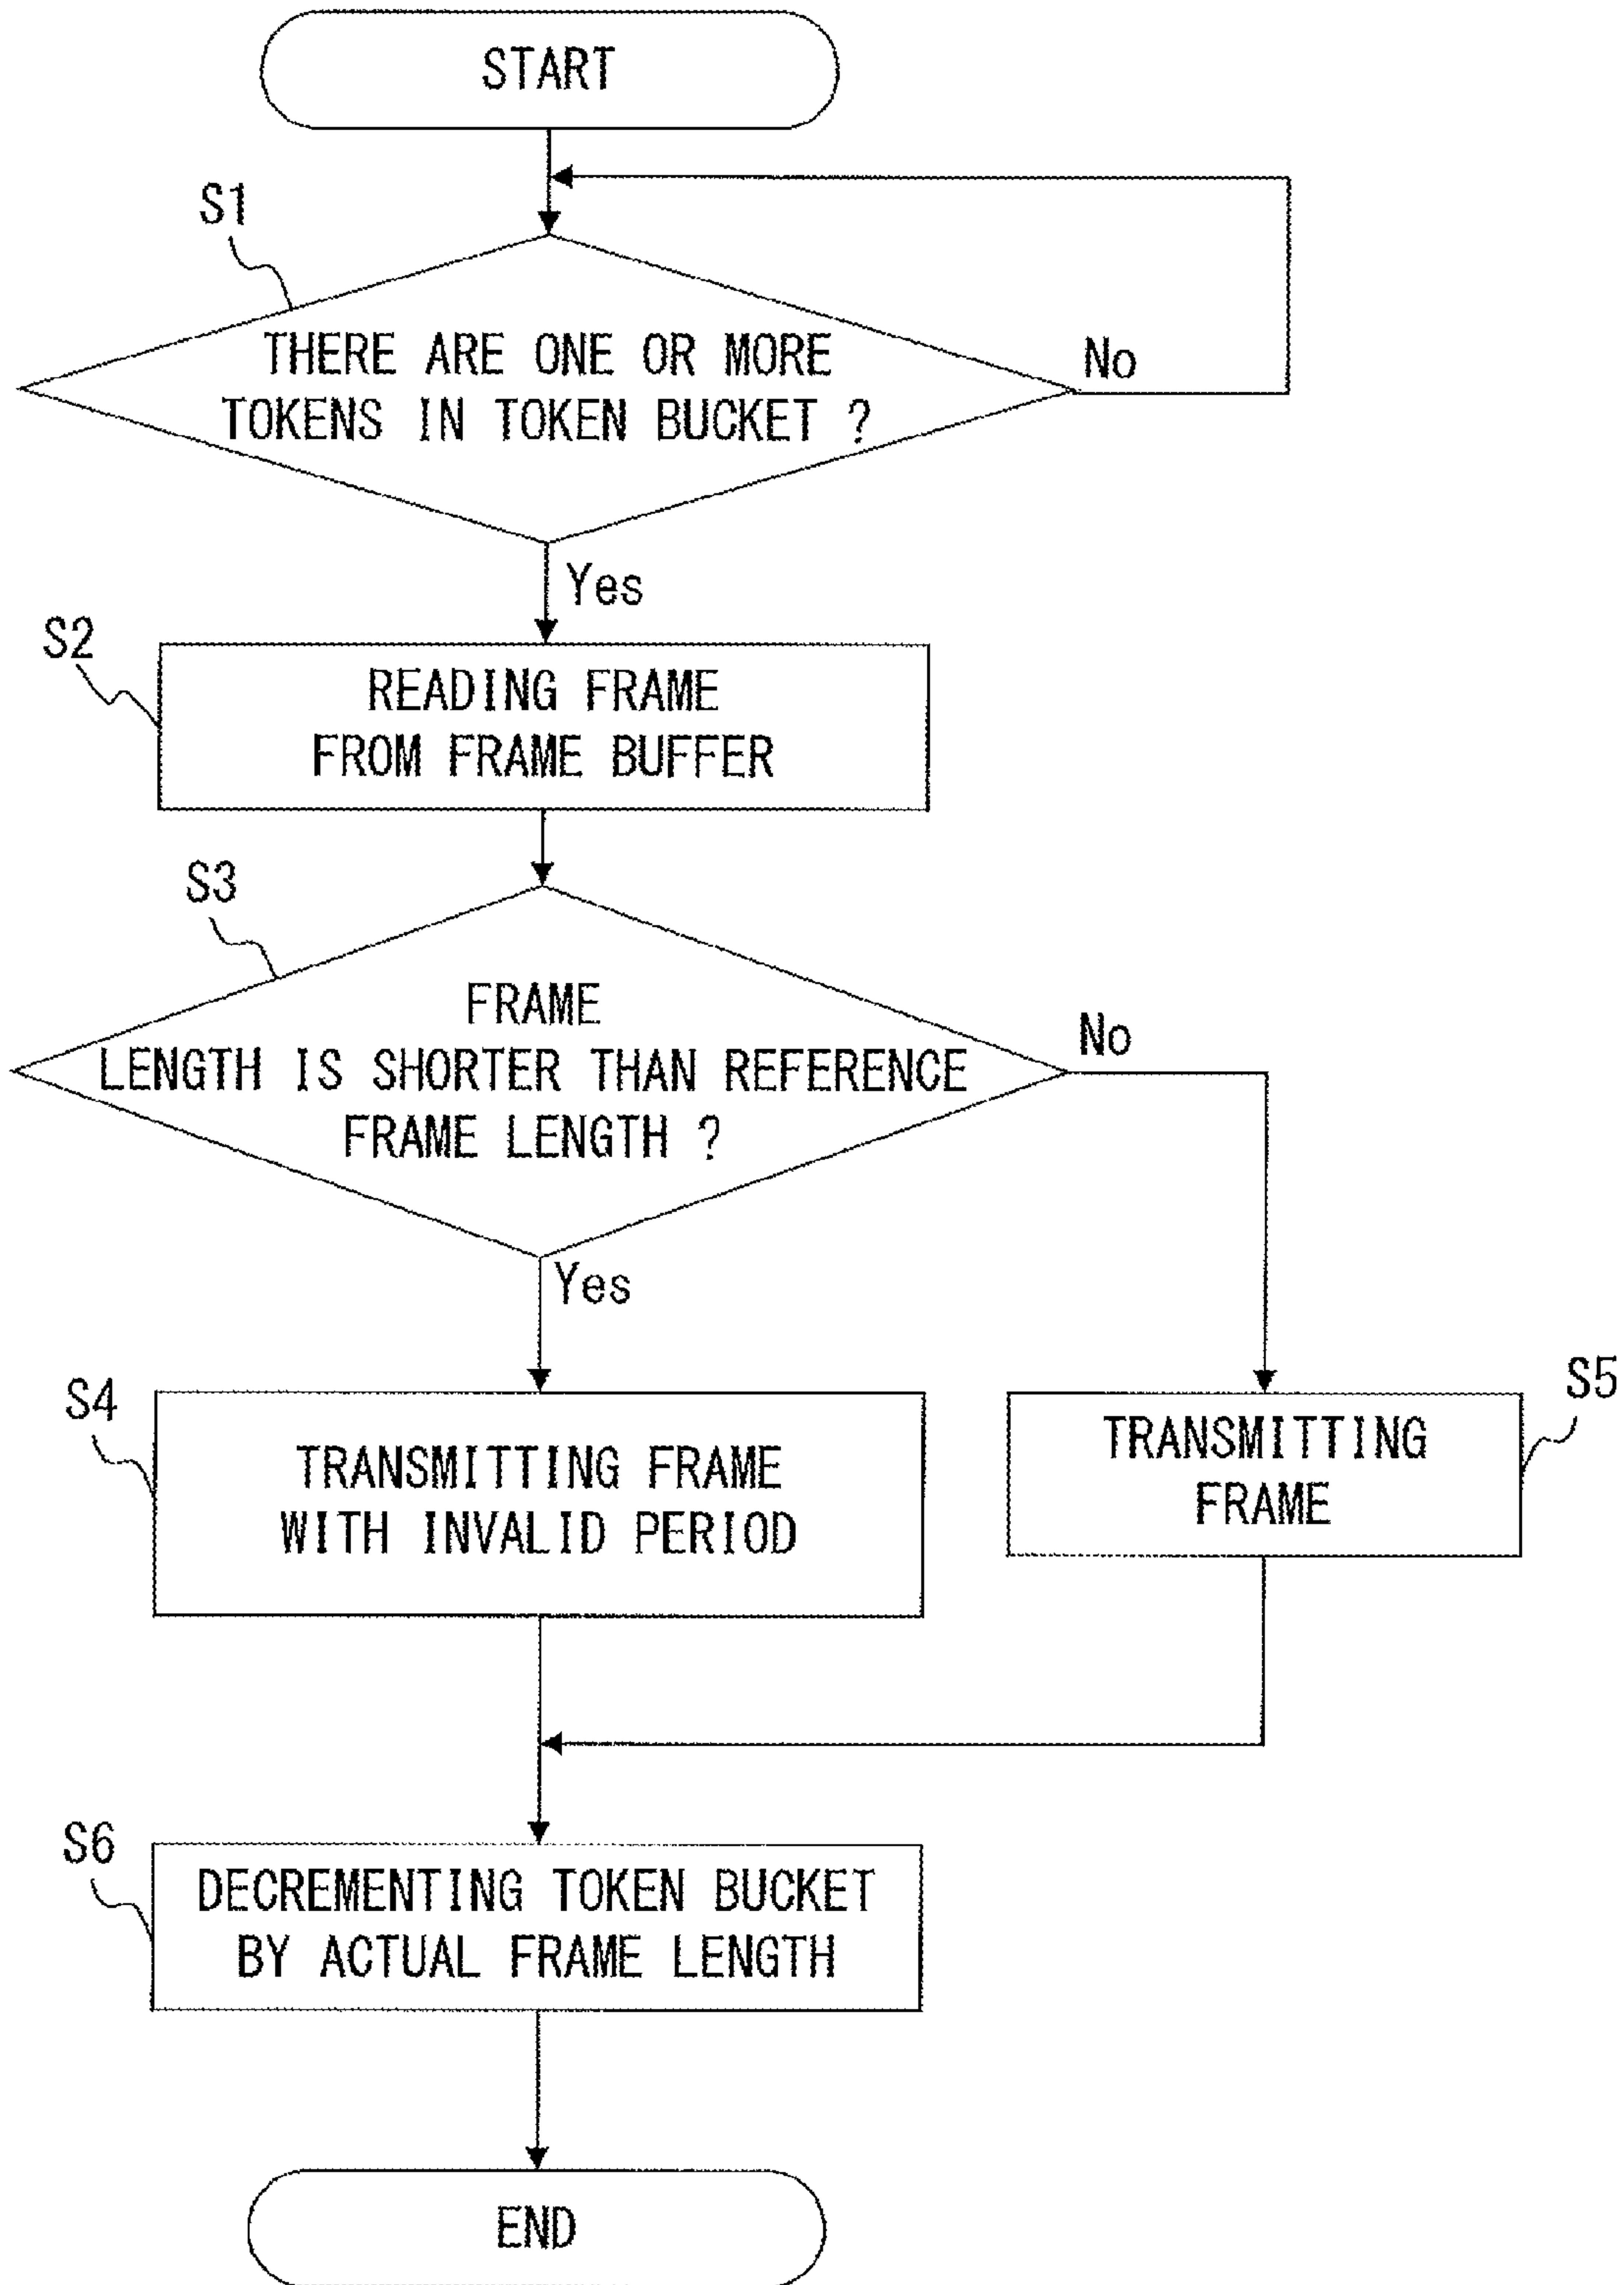 START
S1
THERE ARE ONE OR MORE
TOKENS IN TOKEN BUCKET ?
No
Yes
S2
READING FRAME
FROM FRAME BUFFER
S3
FRAME
LENGTH IS SHORTER THAN REFERENCE
FRAME LENGTH ?
No
Yes
S4
TRANSMITTING FRAME
WITH INVALID PERIOD
S5
TRANSMITTING
FRAME
S6
DECREMENTING TOKEN BUCKET
BY ACTUAL FRAME LENGTH
END